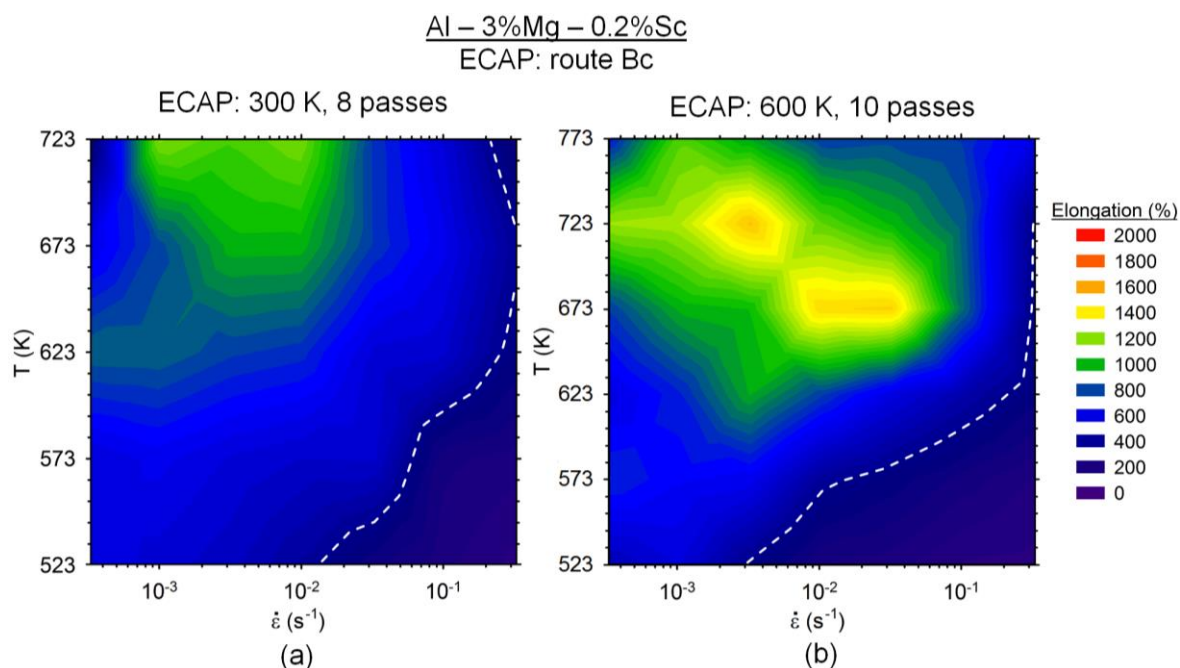 Al – 3%Mg – 0.2%Sc
ECAP: route Bc
ECAP: 300 K, 8 passes
723
673
623
573
523
T (K)
10⁻³
10⁻²
10⁻¹
ε̇ (s⁻¹)
(a)
ECAP: 600 K, 10 passes
773
723
673
623
573
523
T (K)
10⁻³
10⁻²
10⁻¹
ε̇ (s⁻¹)
(b)
Elongation (%)
2000
1800
1600
1400
1200
1000
800
600
400
200
0